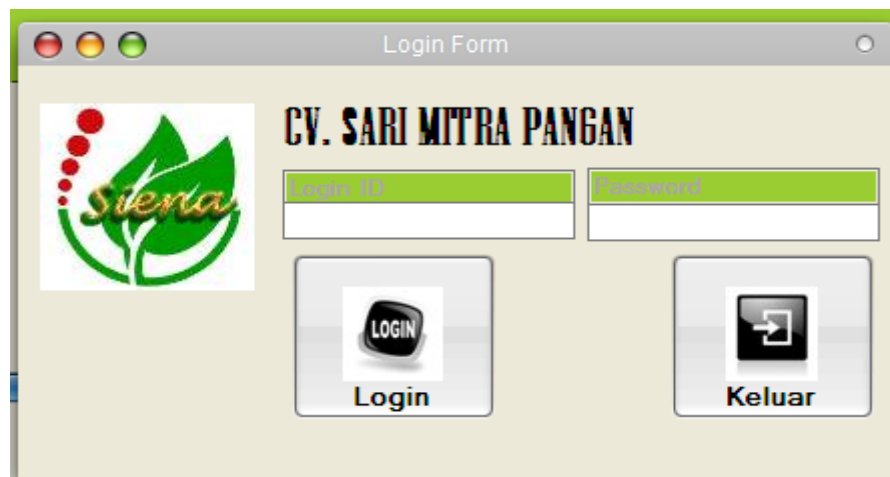 Login Form
CV. SARI MITRA PANGAN
Siena
Login ID
Password
LOGIN
Login
Keluar